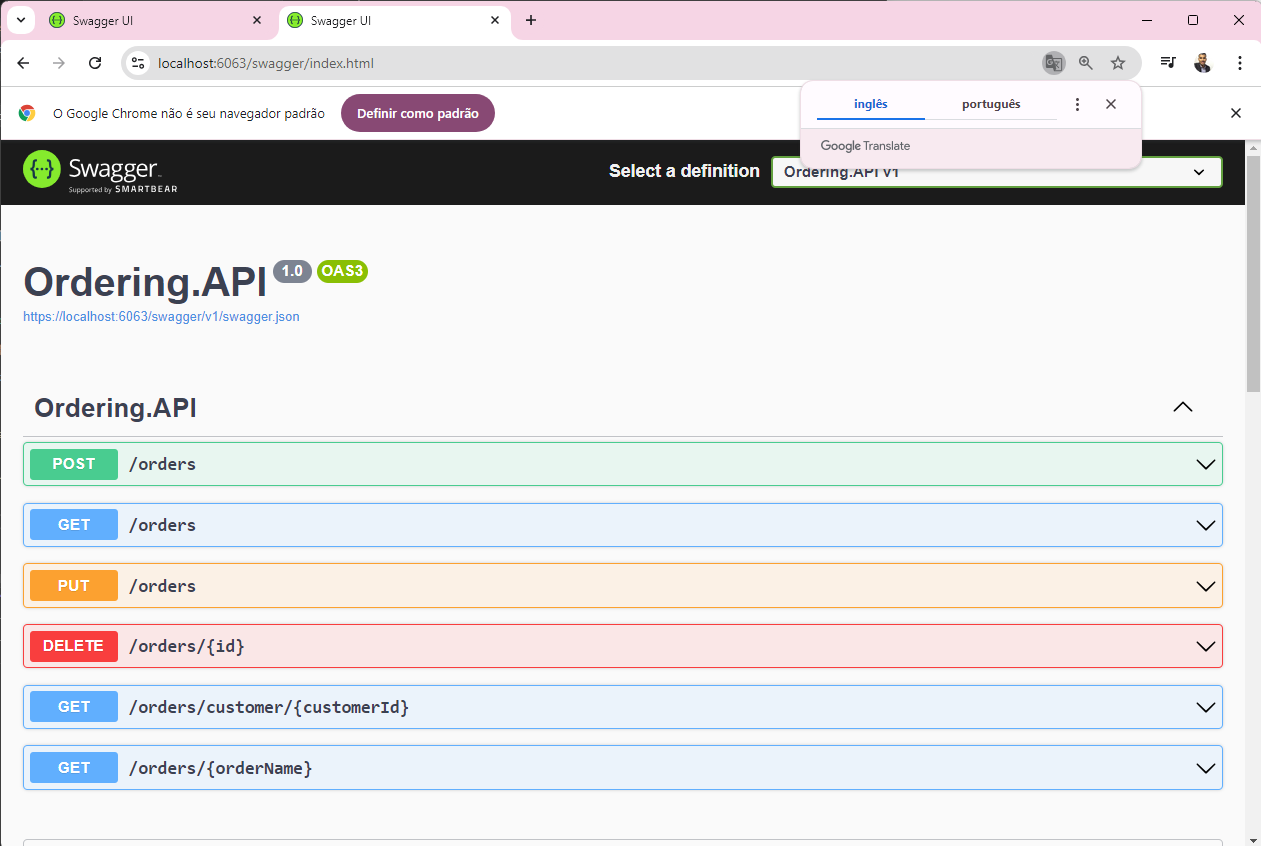 Swagger UI
Swagger UI
localhost:6063/swagger/index.html
O Google Chrome não é seu navegador padrão
Definir como padrão
inglês
português
Google Translate
Swagger
Supported by SMARTBEAR
Select a definition
Ordering.API V1
Ordering.API 1.0 OAS3
https://localhost:6063/swagger/v1/swagger.json
Ordering.API
POST /orders
GET /orders
PUT /orders
DELETE /orders/{id}
GET /orders/customer/{customerId}
GET /orders/{orderName}